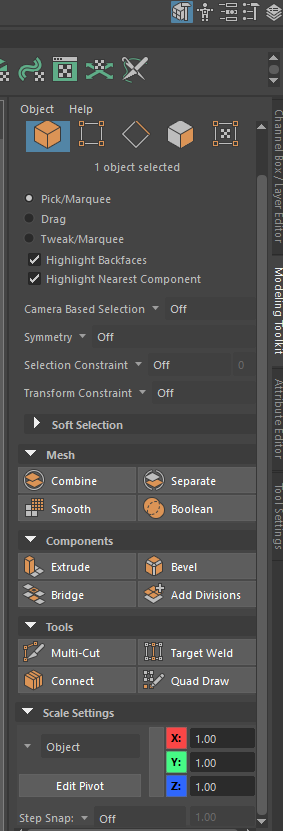 Object Help
1 object selected
Pick/Marquee
Drag
Tweak/Marquee
Highlight Backfaces
Highlight Nearest Component
Camera Based Selection Off
Symmetry Off
Selection Constraint Off 0
Transform Constraint Off
Soft Selection
Mesh
Combine Separate
Smooth Boolean
Components
Extrude Bevel
Bridge Add Divisions
Tools
Multi-Cut Target Weld
Connect Quad Draw
Scale Settings
Object
X: 1.00
Y: 1.00
Z: 1.00
Edit Pivot
Step Snap: Off 1.00
Channel Box / Layer Editor
Modeling Toolkit
Attribute Editor
Tool Settings